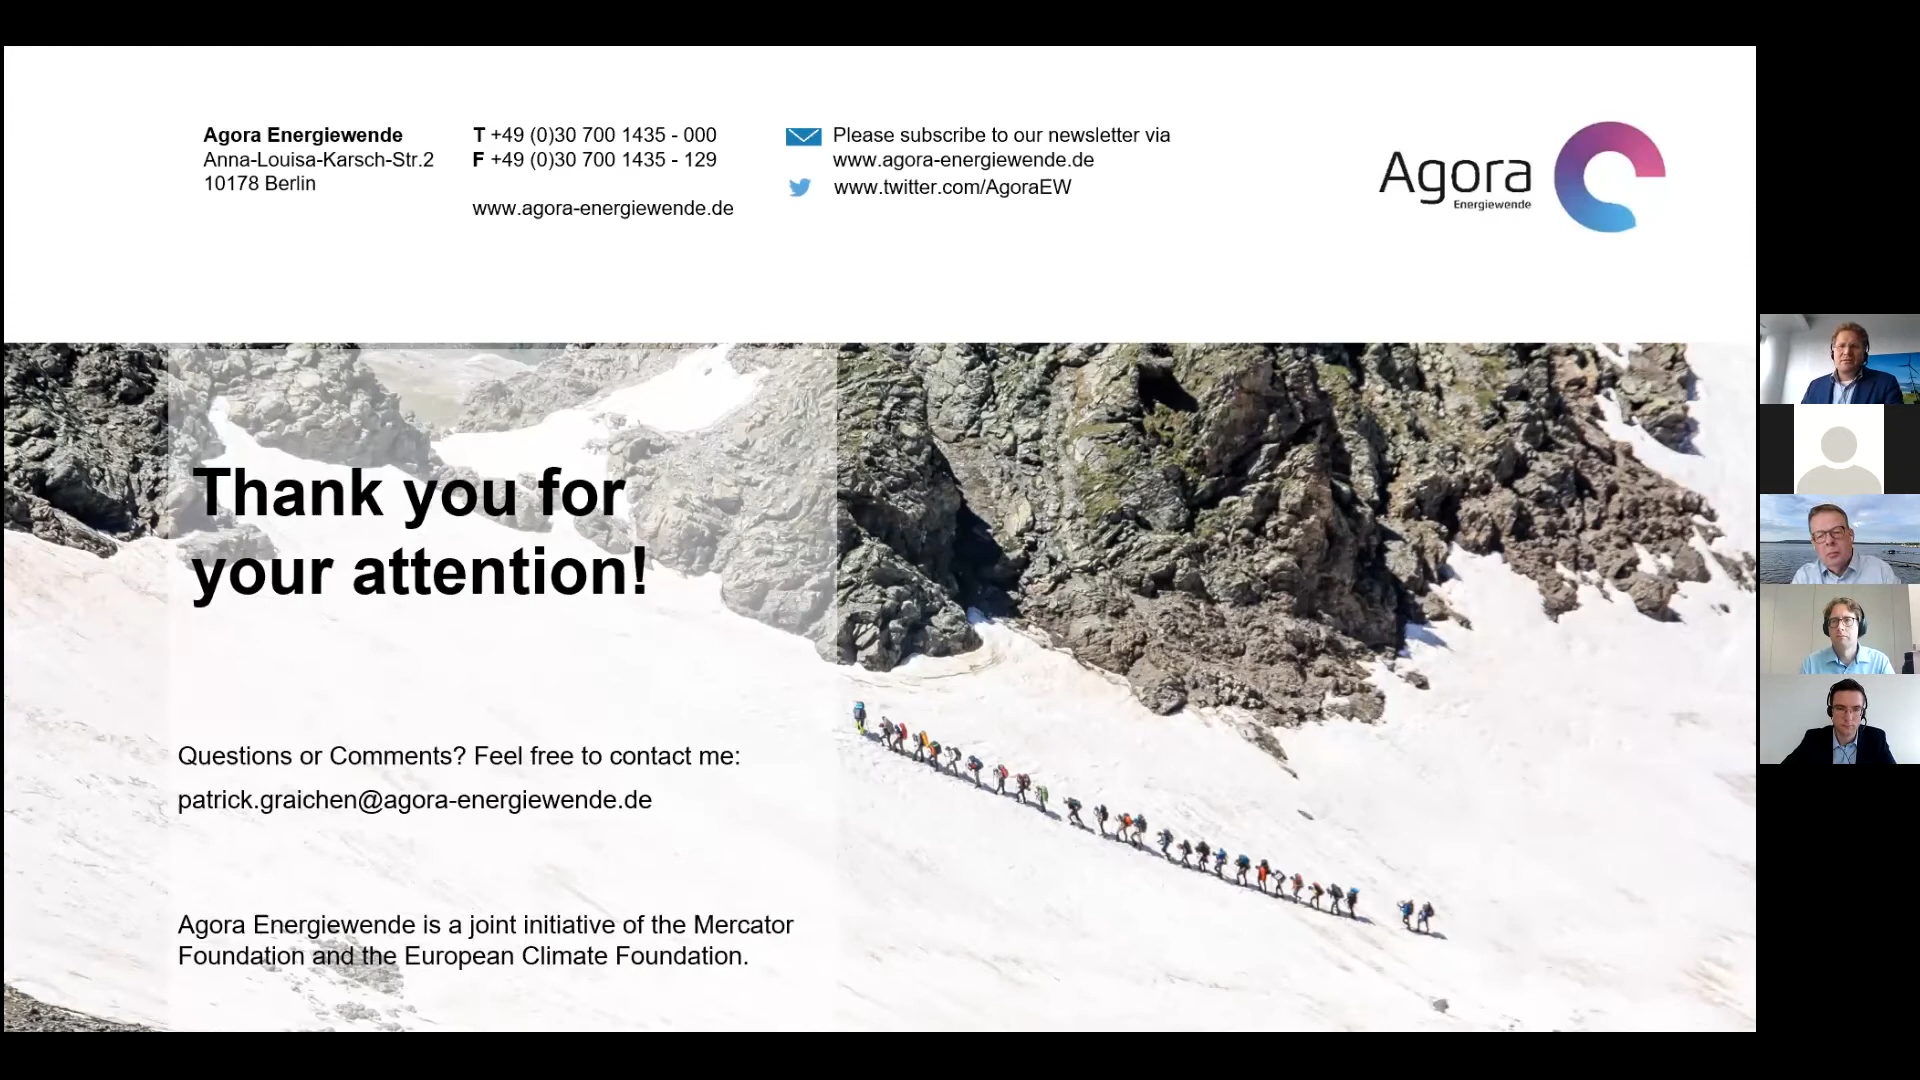 Agora Energiewende
Anna-Louisa-Karsch-Str.2
10178 Berlin
T +49 (0)30 700 1435 - 000
F +49 (0)30 700 1435 - 129
www.agora-energiewende.de
Please subscribe to our newsletter via
www.agora-energiewende.de
www.twitter.com/AgoraEW
Agora
Energiewende
Thank you for
your attention!
Questions or Comments? Feel free to contact me:
patrick.graichen@agora-energiewende.de
Agora Energiewende is a joint initiative of the Mercator
Foundation and the European Climate Foundation.